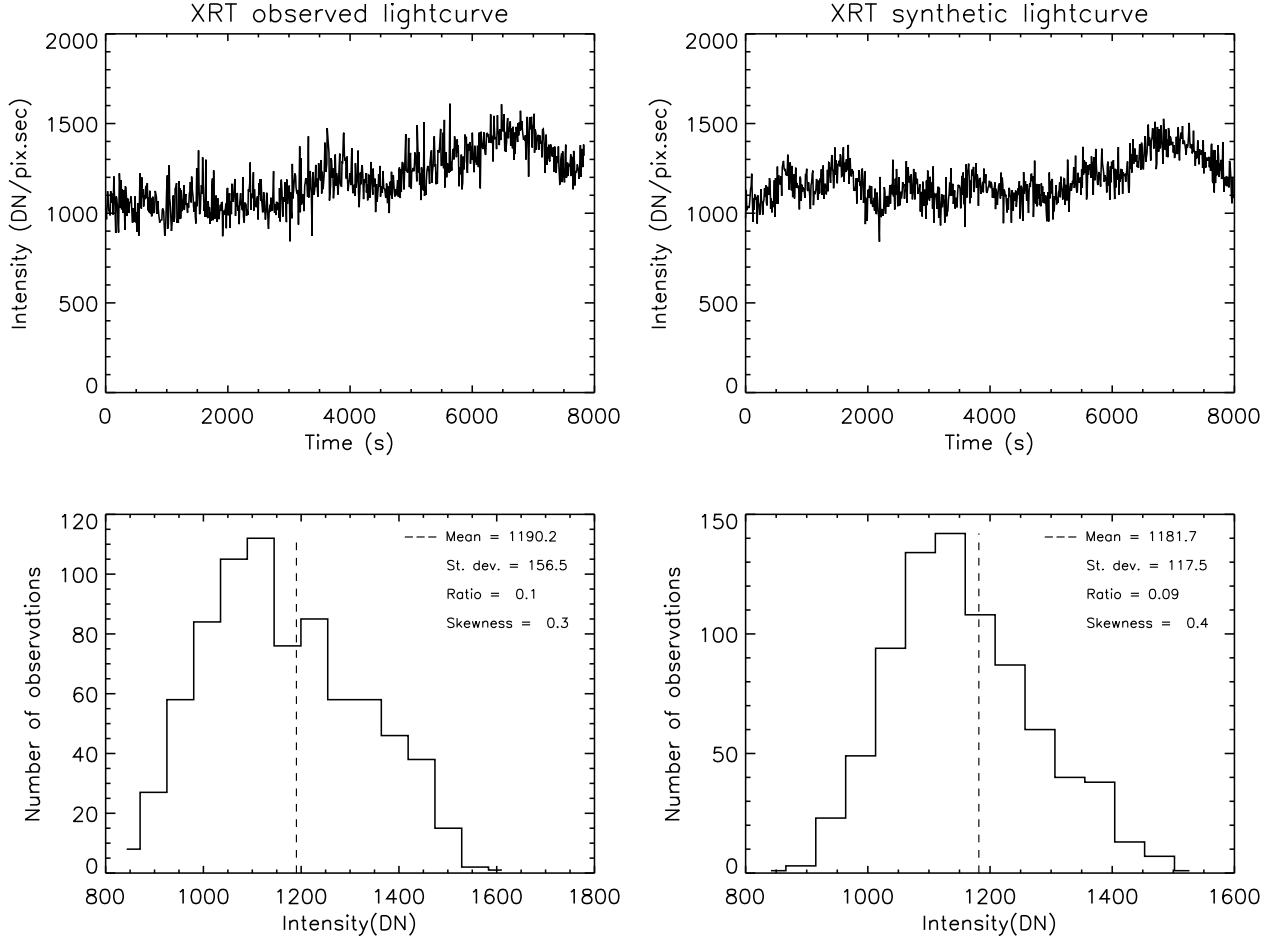 XRT observed lightcurve
2000
1500
1000
500
0
Intensity (DN/pix.sec)
0 2000 4000 6000 8000
Time (s)
XRT synthetic lightcurve
2000
1500
1000
500
0
Intensity (DN/pix.sec)
0 2000 4000 6000 8000
Time (s)
120
100
80
60
40
20
0
Number of observations
Mean = 1190.2
St. dev. = 156.5
Ratio = 0.1
Skewness = 0.3
800 1000 1200 1400 1600 1800
Intensity(DN)
150
100
50
0
Number of observations
Mean = 1181.7
St. dev. = 117.5
Ratio = 0.09
Skewness = 0.4
800 1000 1200 1400 1600
Intensity(DN)